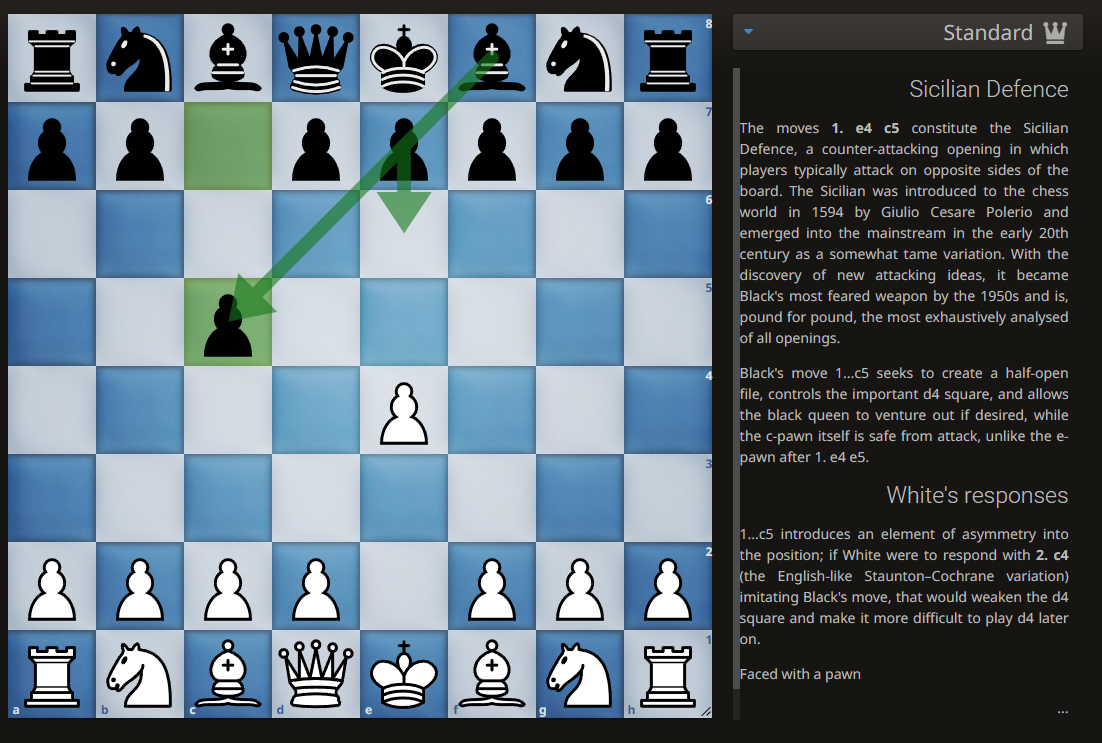 8
7
6
5
4
3
2
1
a b c d e f g h
Standard
Sicilian Defence
The moves 1. e4 c5 constitute the Sicilian
Defence, a counter-attacking opening in which
players typically attack on opposite sides of the
board. The Sicilian was introduced to the chess
world in 1594 by Giulio Cesare Polerio and
emerged into the mainstream in the early 20th
century as a somewhat tame variation. With the
discovery of new attacking ideas, it became
Black's most feared weapon by the 1950s and is,
pound for pound, the most exhaustively analysed
of all openings.
Black's move 1...c5 seeks to create a half-open
file, controls the important d4 square, and allows
the black queen to venture out if desired, while
the c-pawn itself is safe from attack, unlike the e-
pawn after 1. e4 e5.
White's responses
1...c5 introduces an element of asymmetry into
the position; if White were to respond with 2. c4
(the English-like Staunton–Cochrane variation)
imitating Black's move, that would weaken the d4
square and make it more difficult to play d4 later
on.
Faced with a pawn
...